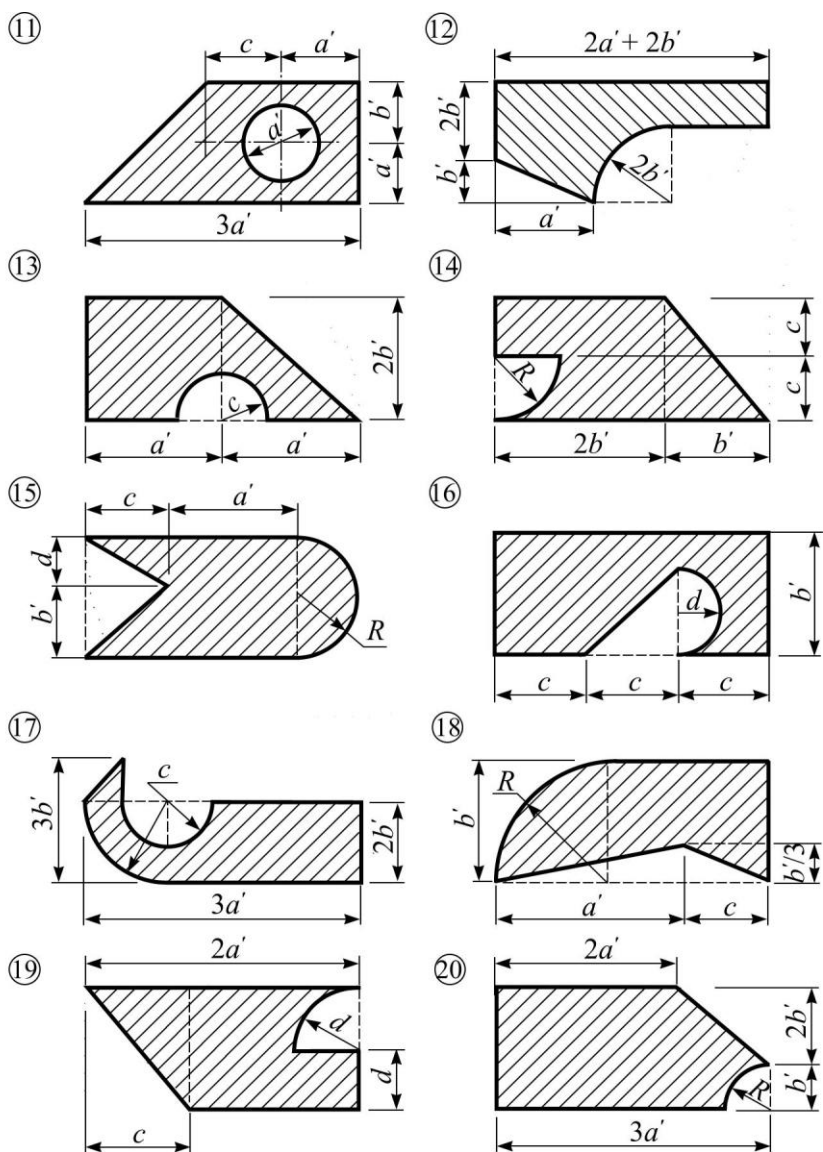 ⑪ c a′
b′
a′
a′
3a′
⑫ 2a′ + 2b′
2b′
b′
2b′
a′
⑬
2b′
c
a′ a′
⑭
c
c
R
2b′ b′
⑮ c a′
d
b′
R
⑯
b′
d
c c c
⑰
c
3b′
2b′
3a′
⑱
R
b′
b′/3
a′ c
⑲ 2a′
d
d
c
⑳ 2a′
2b′
b′
R
3a′